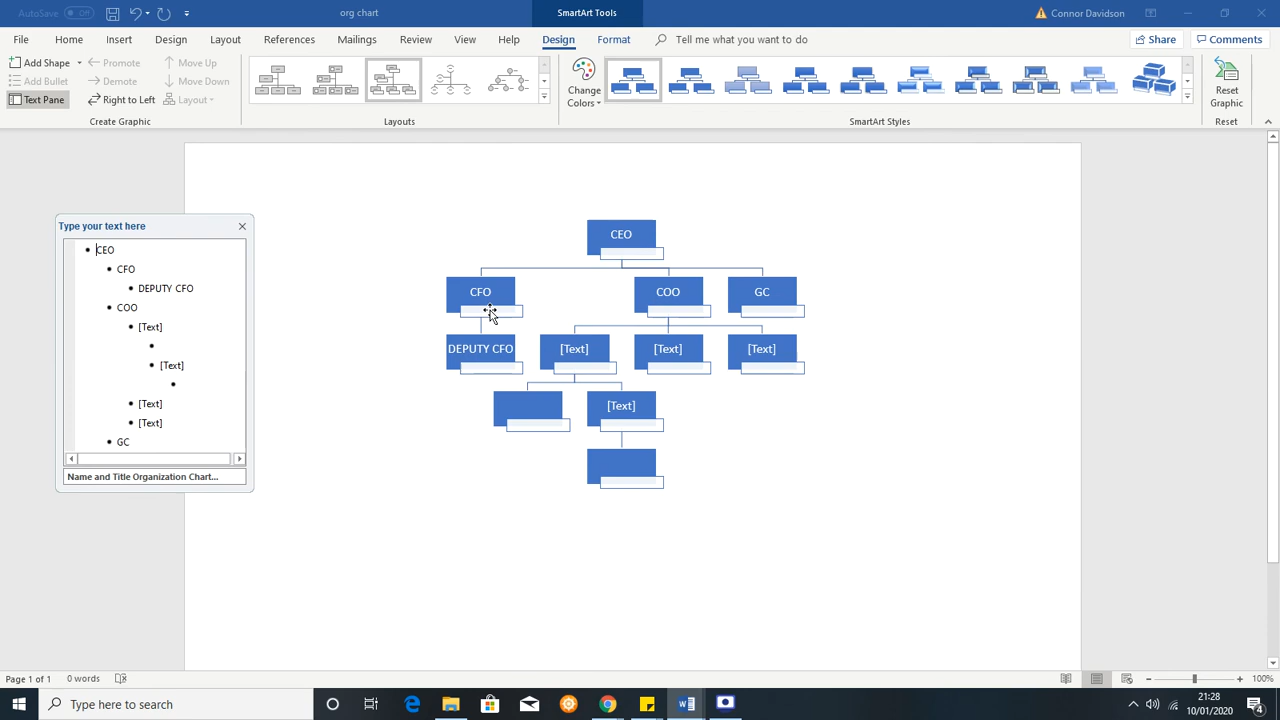 AutoSave Off
org chart
SmartArt Tools
Connor Davidson
File Home Insert Design Layout References Mailings Review View Help Design Format Tell me what you want to do Share Comments
Add Shape Promote Move Up
Add Bullet Demote Move Down
Text Pane Right to Left Layout
Change Colors
Reset Graphic
Create Graphic Layouts SmartArt Styles Reset
Type your text here
CEO
CFO
DEPUTY CFO
COO
[Text]
[Text]
[Text]
[Text]
GC
Name and Title Organization Chart...
CEO
CFO COO GC
DEPUTY CFO [Text] [Text] [Text]
[Text]
Page 1 of 1 0 words 100%
Type here to search
21:28
10/01/2020
4